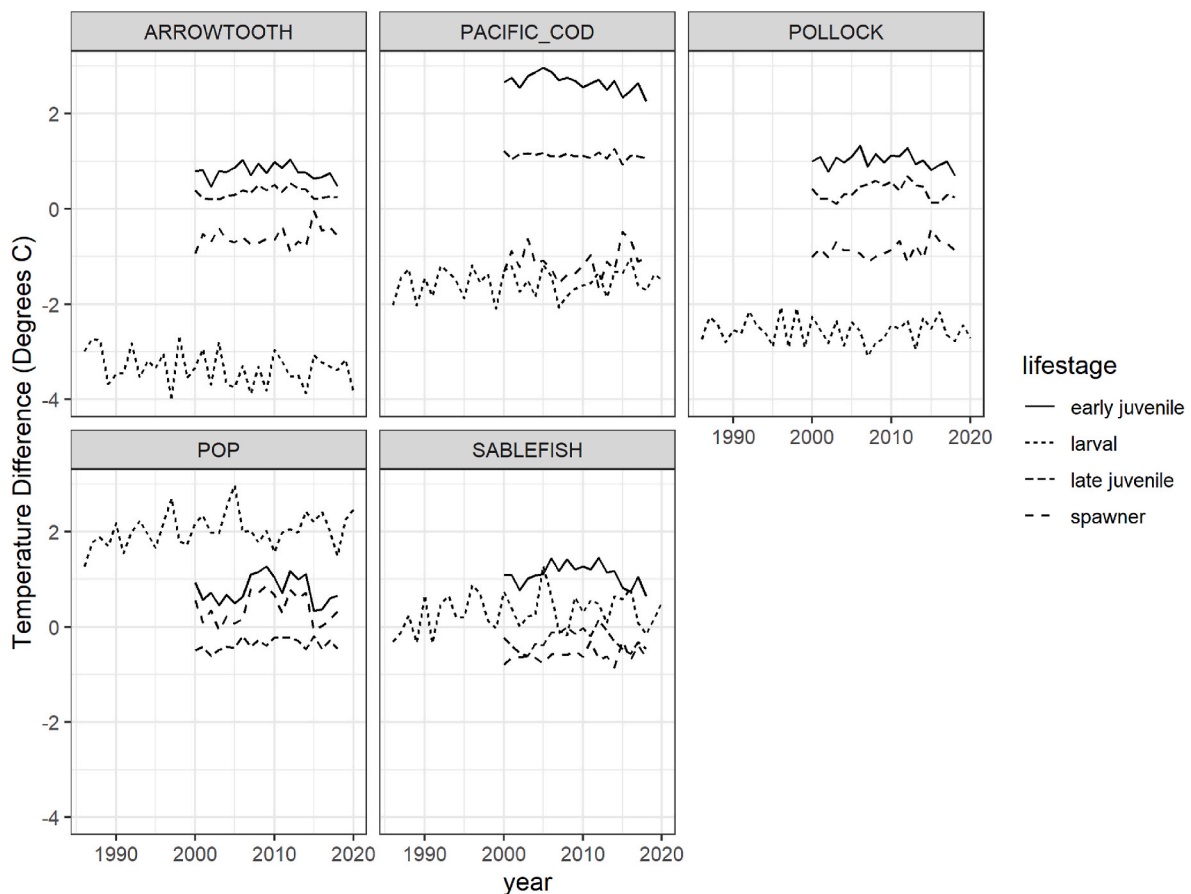 ARROWTOOTH PACIFIC_COD POLLOCK
2
0
-2
-4
1990 2000 2010 2020
POP SABLEFISH
2
0
-2
-4
1990 2000 2010 2020 1990 2000 2010 2020
year
Temperature Difference (Degrees C)
lifestage
early juvenile
larval
late juvenile
spawner